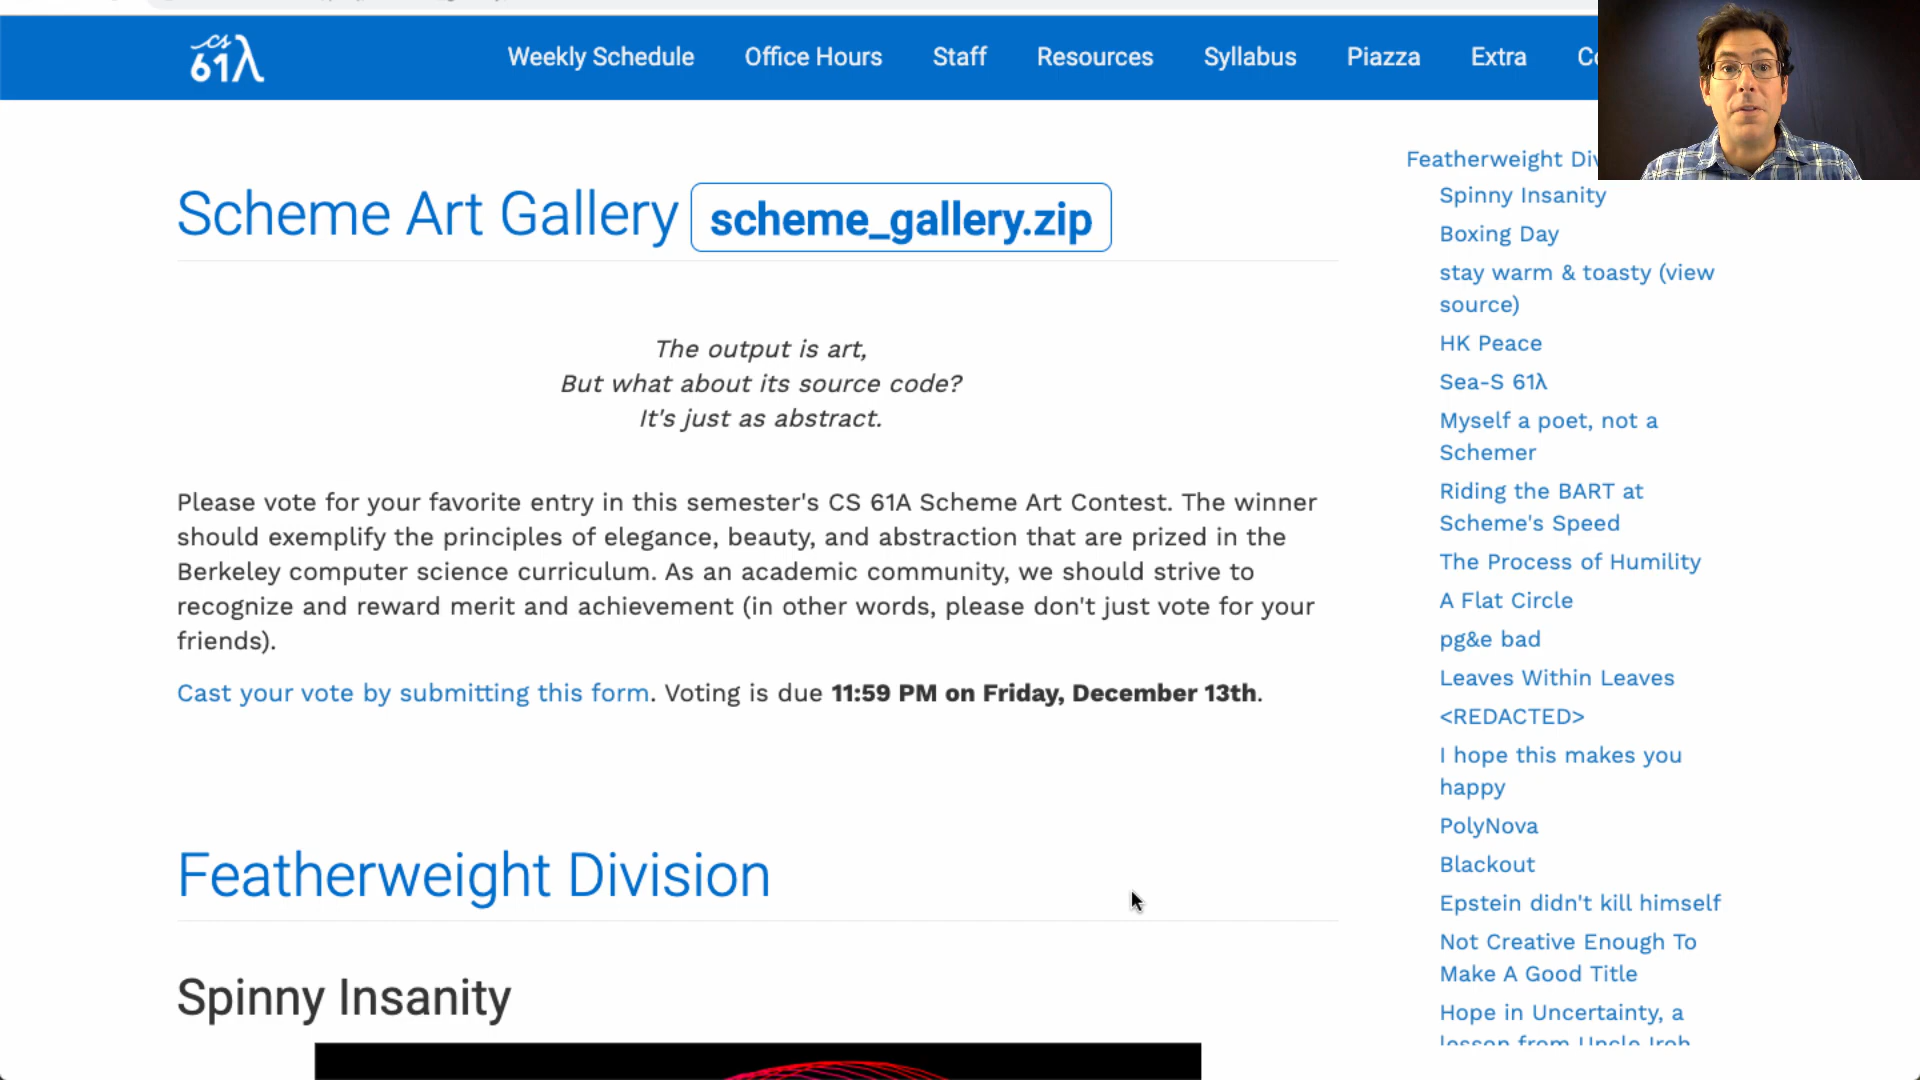 cs
61λ
Weekly Schedule Office Hours Staff Resources Syllabus Piazza Extra
Scheme Art Gallery scheme_gallery.zip
The output is art,
But what about its source code?
It's just as abstract.
Please vote for your favorite entry in this semester's CS 61A Scheme Art Contest. The winner
should exemplify the principles of elegance, beauty, and abstraction that are prized in the
Berkeley computer science curriculum. As an academic community, we should strive to
recognize and reward merit and achievement (in other words, please don't just vote for your
friends).
Cast your vote by submitting this form. Voting is due 11:59 PM on Friday, December 13th.
Featherweight Division
Spinny Insanity
Featherweight
Spinny Insanity
Boxing Day
stay warm & toasty (view
source)
HK Peace
Sea-S 61λ
Myself a poet, not a
Schemer
Riding the BART at
Scheme's Speed
The Process of Humility
A Flat Circle
pg&e bad
Leaves Within Leaves
<REDACTED>
I hope this makes you
happy
PolyNova
Blackout
Epstein didn't kill himself
Not Creative Enough To
Make A Good Title
Hope in Uncertainty, a
lesson from Uncle Iroh